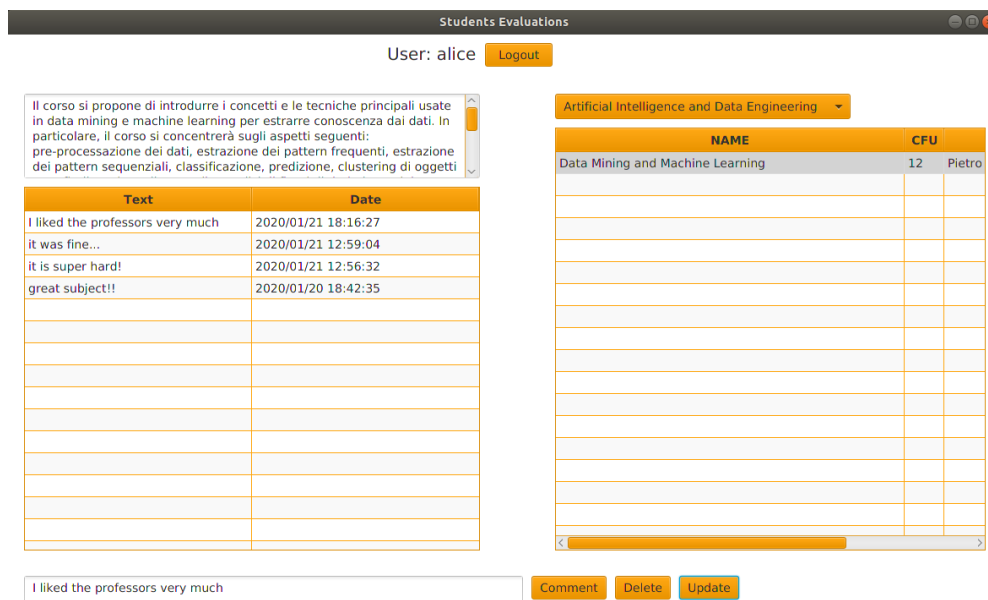 Students Evaluations
User: alice Logout
Il corso si propone di introdurre i concetti e le tecniche principali usate
in data mining e machine learning per estrarre conoscenza dai dati. In
particolare, il corso si concentrerà sugli aspetti seguenti:
pre-processazione dei dati, estrazione dei pattern frequenti, estrazione
dei pattern sequenziali, classificazione, predizione, clustering di oggetti
Text Date
I liked the professors very much 2020/01/21 18:16:27
it was fine... 2020/01/21 12:59:04
it is super hard! 2020/01/21 12:56:32
great subject!! 2020/01/20 18:42:35
Artificial Intelligence and Data Engineering
NAME CFU
Data Mining and Machine Learning 12 Pietro
I liked the professors very much Comment Delete Update